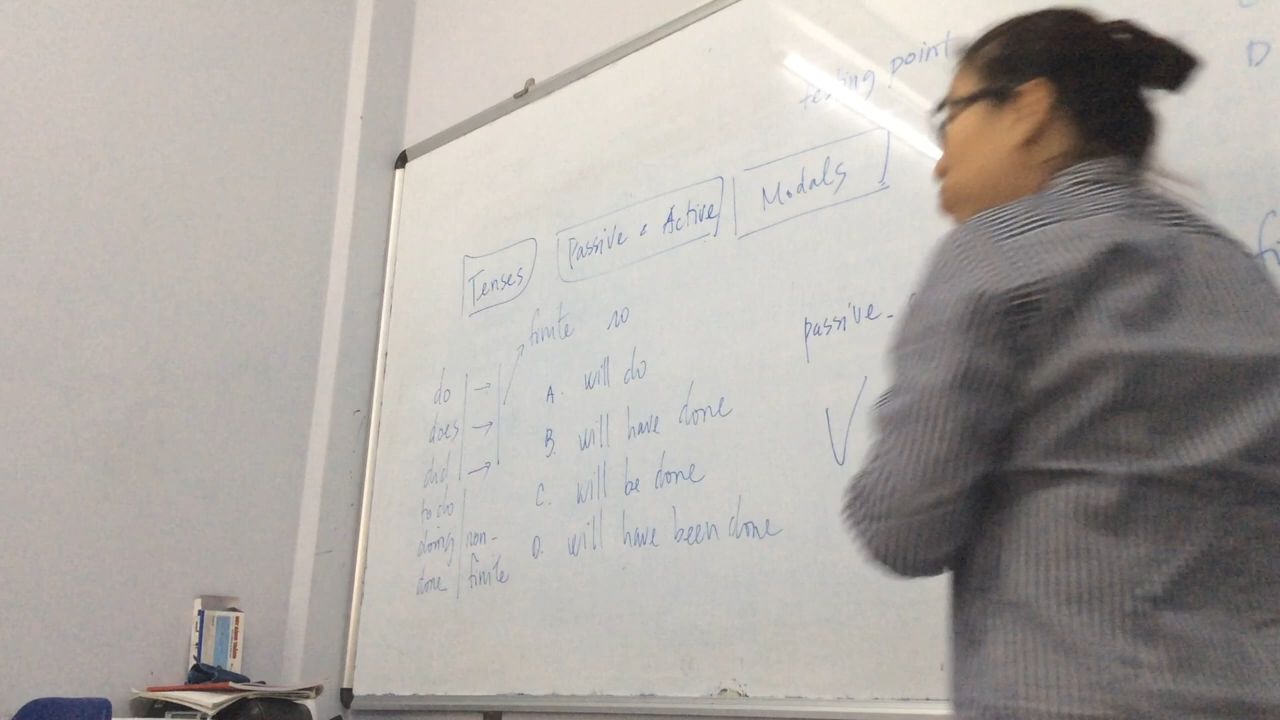 testing point
D
Tenses
Passive & Active
Modals
finite no
passive
do
does
did
to do
doing
done
non-
finite
A. will do
B. will have done
C. will be done
D. will have been done